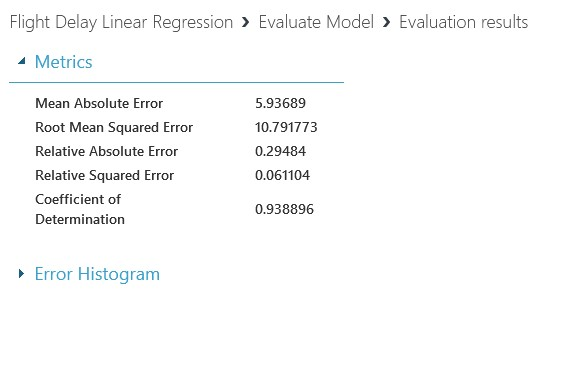 Flight Delay Linear Regression › Evaluate Model › Evaluation results
Metrics
Mean Absolute Error 5.93689
Root Mean Squared Error 10.791773
Relative Absolute Error 0.29484
Relative Squared Error 0.061104
Coefficient of
Determination 0.938896
Error Histogram